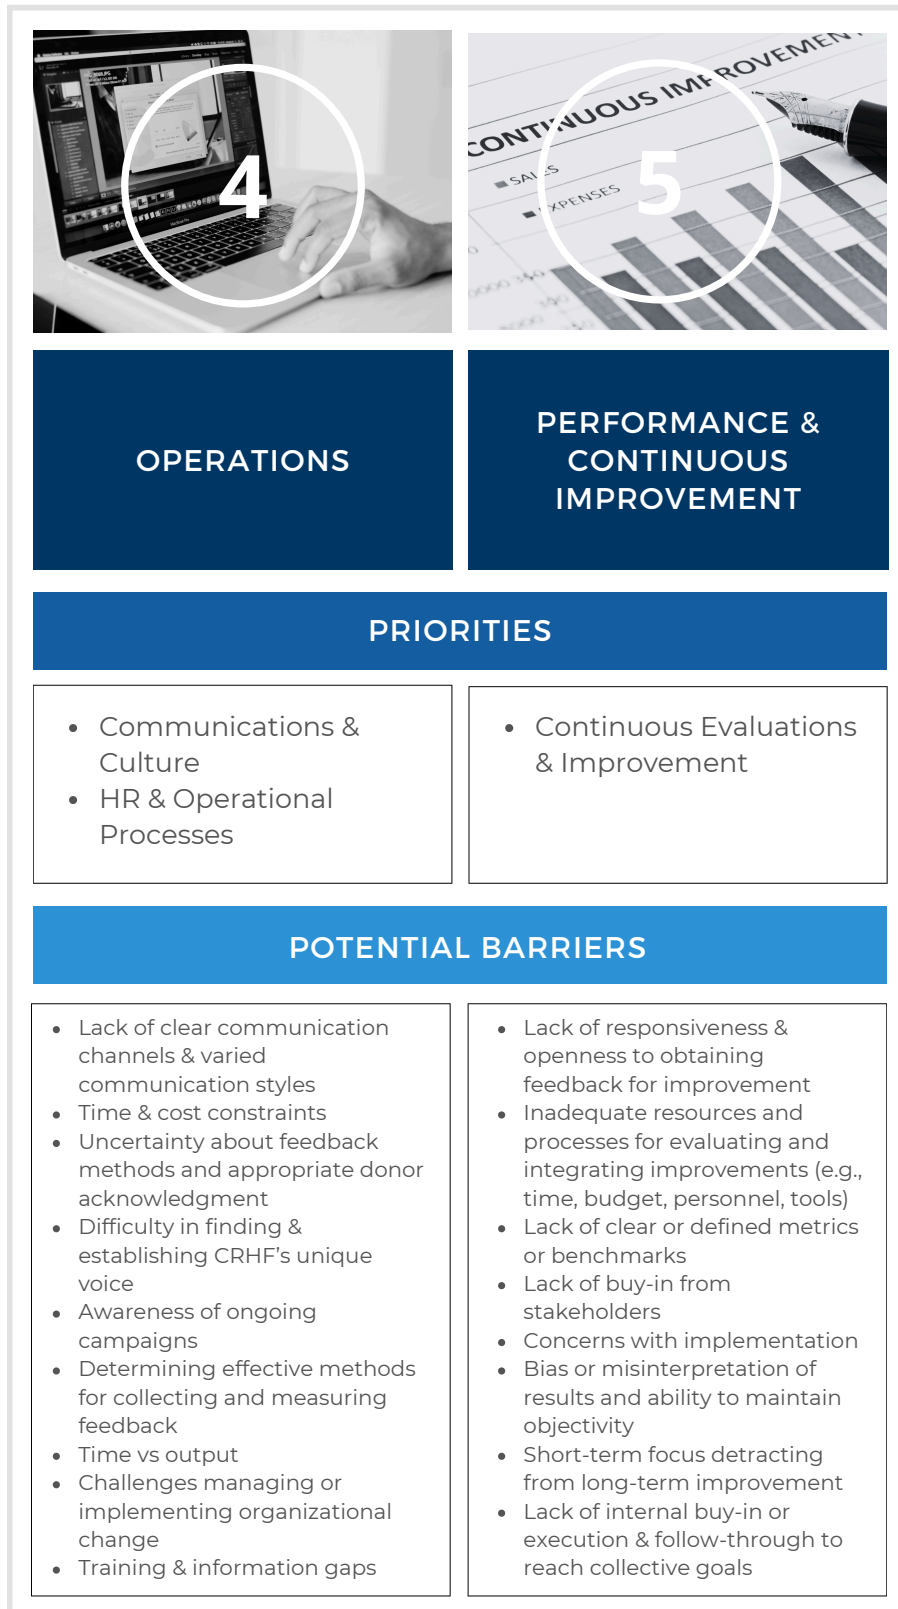 4
CONTINUOUS IMPROVEMENT
SALES
EXPENSES
5
OPERATIONS
PERFORMANCE &
CONTINUOUS
IMPROVEMENT
PRIORITIES
• Communications &
Culture
• HR & Operational
Processes
• Continuous Evaluations
& Improvement
POTENTIAL BARRIERS
• Lack of clear communication
channels & varied
communication styles
• Time & cost constraints
• Uncertainty about feedback
methods and appropriate donor
acknowledgment
• Difficulty in finding &
establishing CRHF's unique
voice
• Awareness of ongoing
campaigns
• Determining effective methods
for collecting and measuring
feedback
• Time vs output
• Challenges managing or
implementing organizational
change
• Training & information gaps
• Lack of responsiveness &
openness to obtaining
feedback for improvement
• Inadequate resources and
processes for evaluating and
integrating improvements (e.g.,
time, budget, personnel, tools)
• Lack of clear or defined metrics
or benchmarks
• Lack of buy-in from
stakeholders
• Concerns with implementation
• Bias or misinterpretation of
results and ability to maintain
objectivity
• Short-term focus detracting
from long-term improvement
• Lack of internal buy-in or
execution & follow-through to
reach collective goals